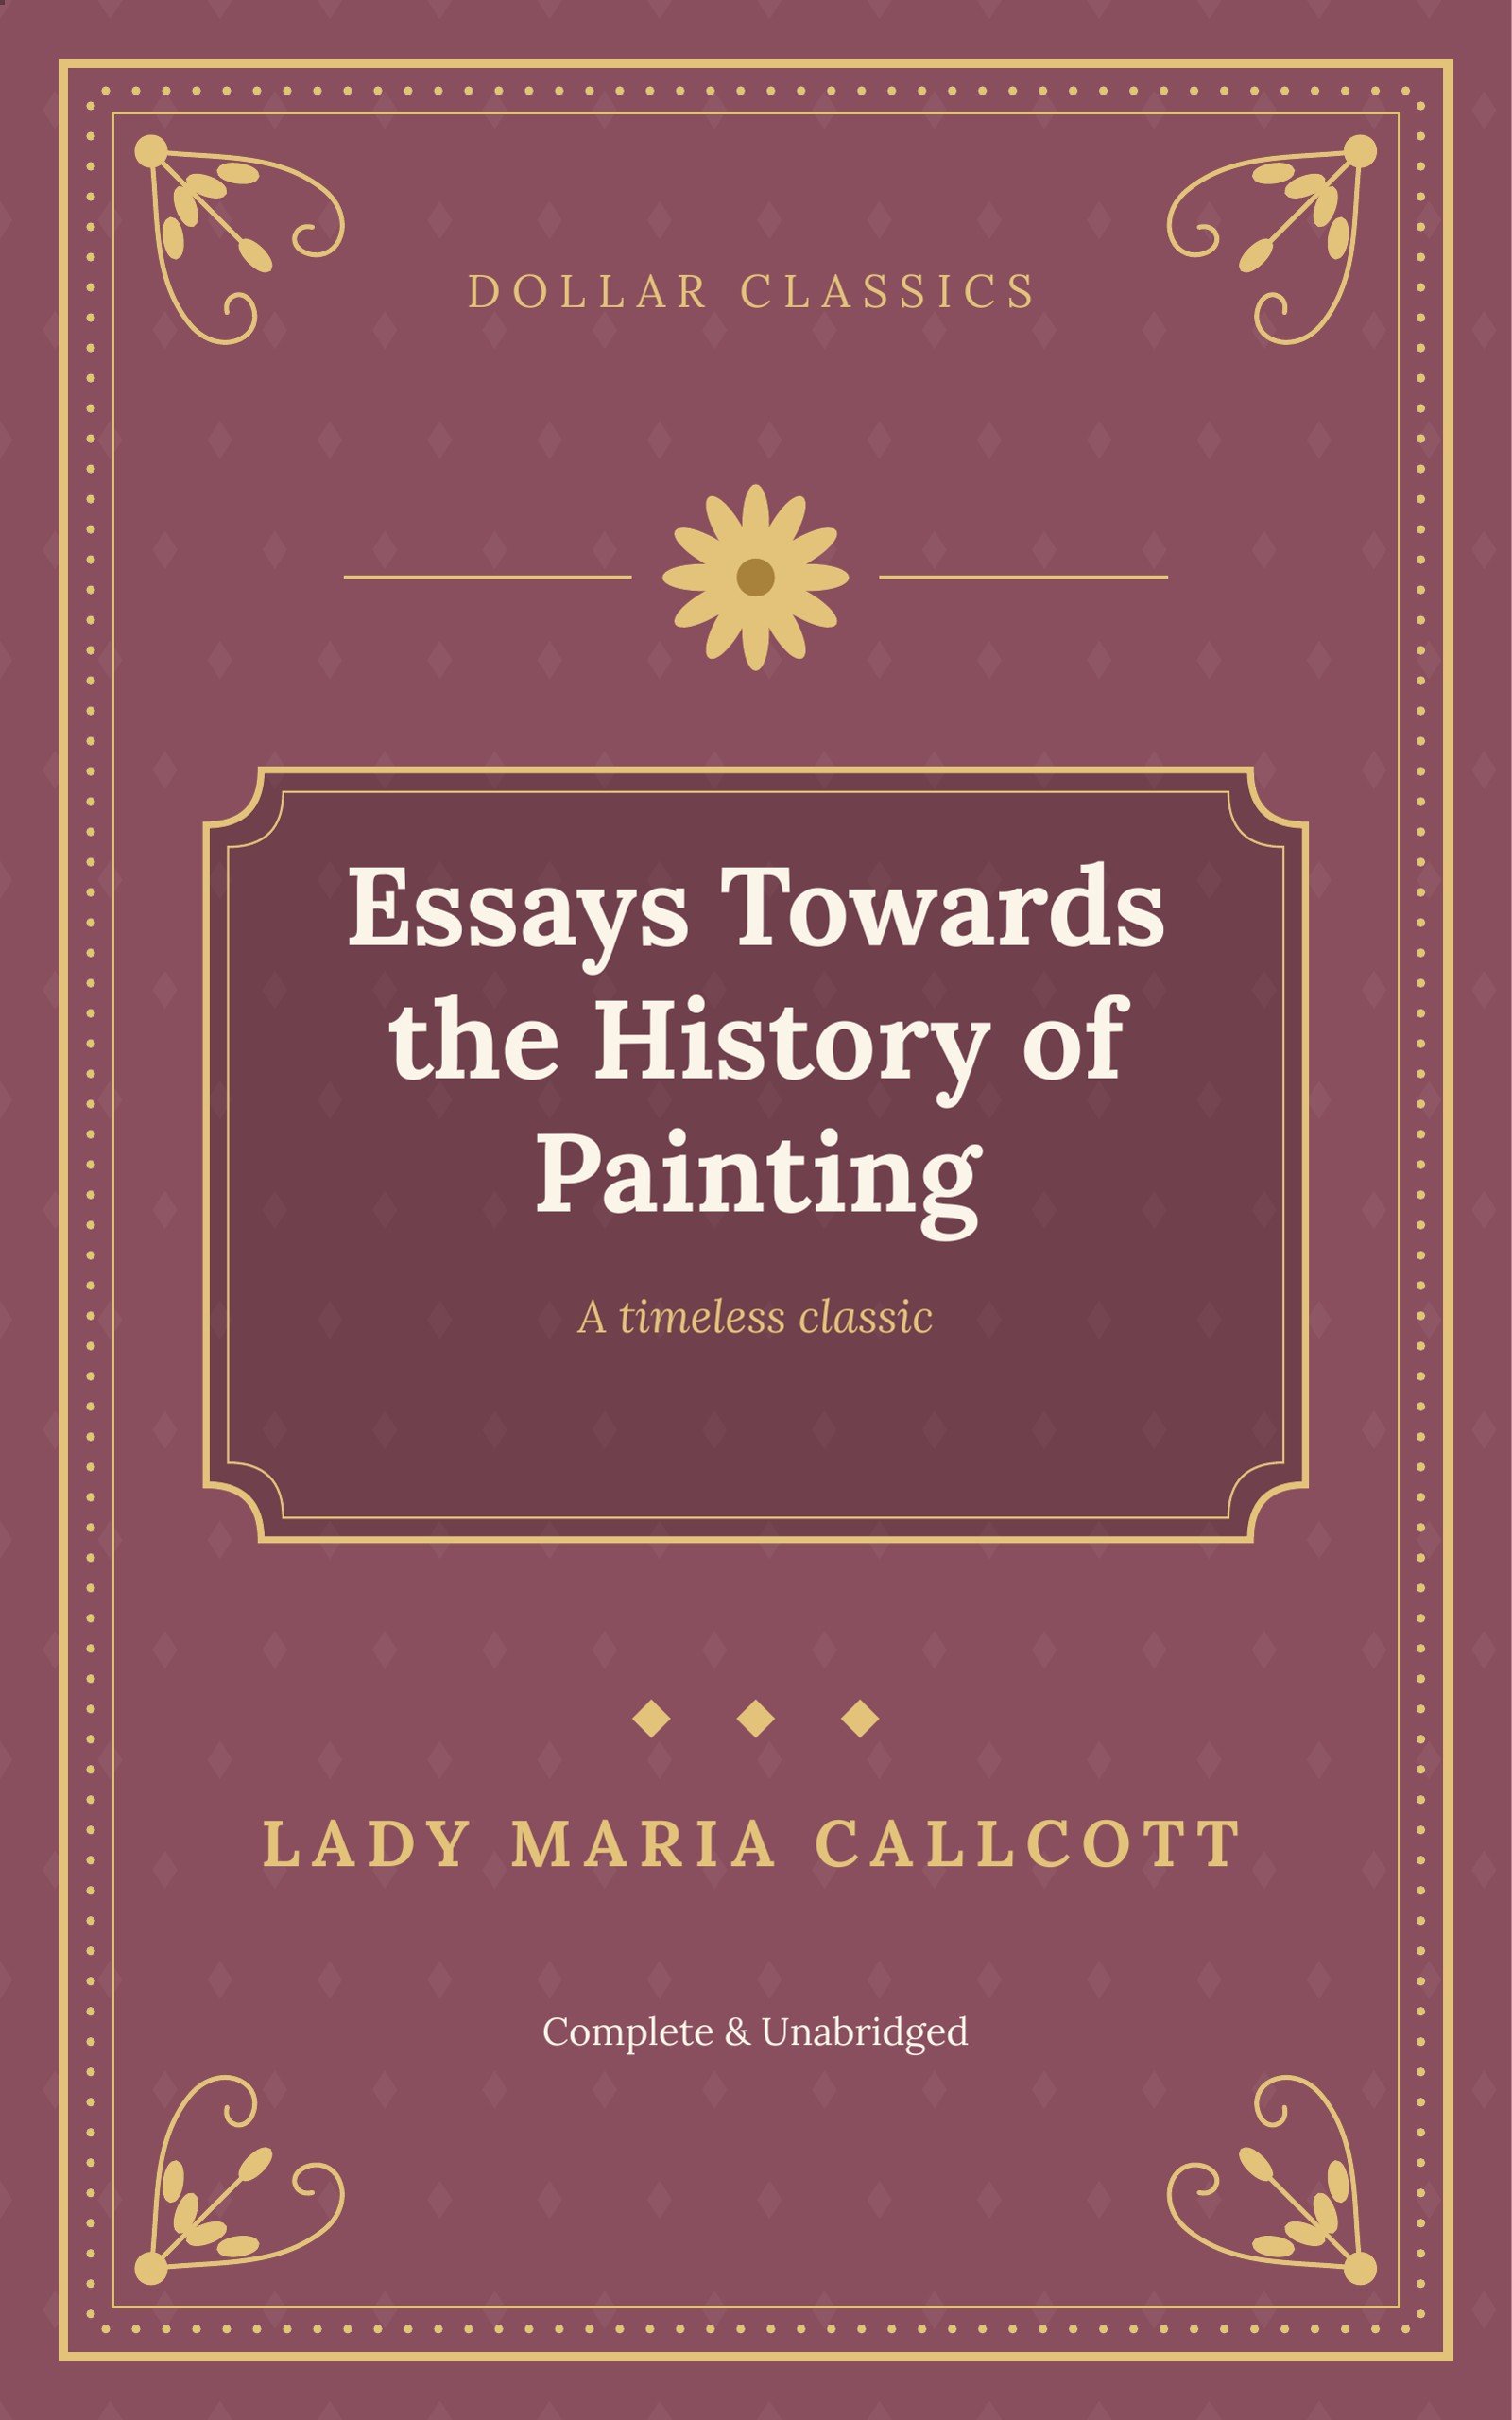 DOLLAR CLASSICS
Essays Towards
the History of
Painting
A timeless classic
LADY MARIA CALLCOTT
Complete & Unabridged